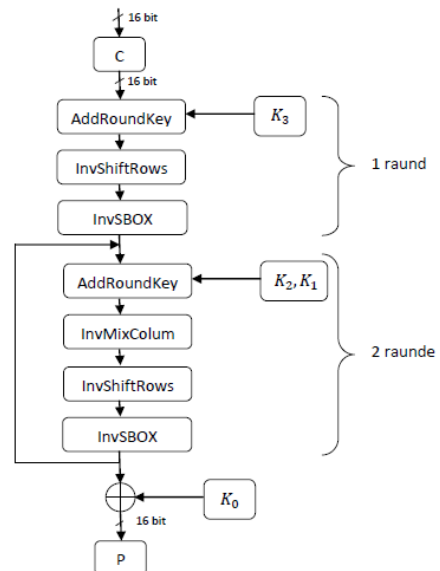 16 bit
C
16 bit
AddRoundKey
K₃
InvShiftRows
1 raund
InvSBOX
AddRoundKey
K₂, K₁
InvMixColum
InvShiftRows
2 raunde
InvSBOX
K₀
16 bit
P